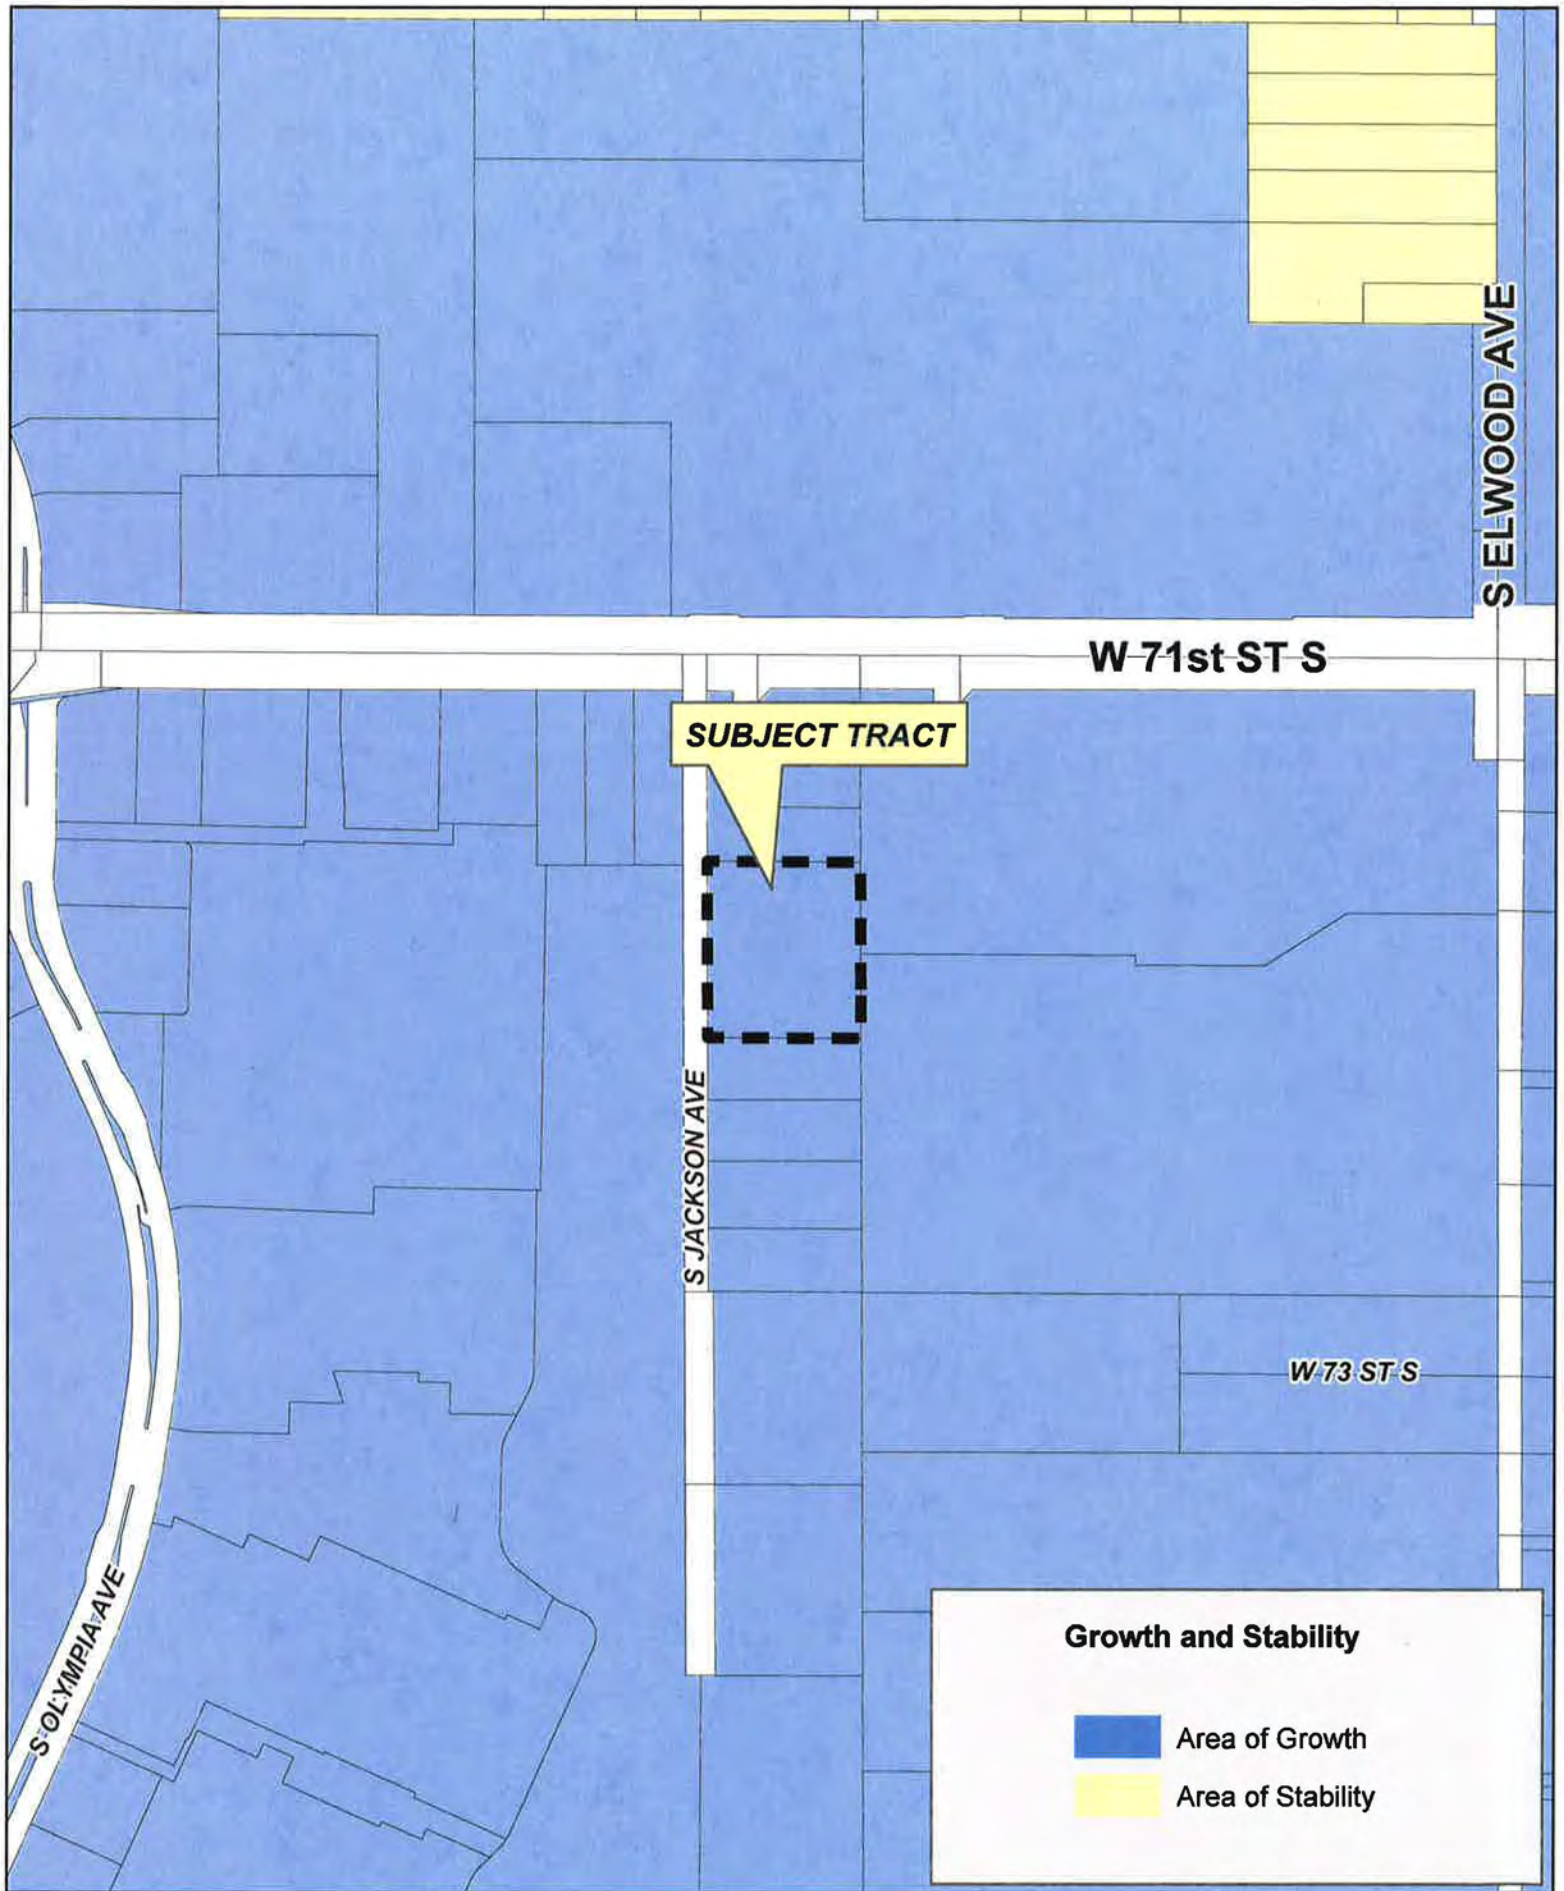 S ELWOOD AVE
W 71st ST S
SUBJECT TRACT
S JACKSON AVE
W 73 ST S
S OLYMPIA AVE
Growth and Stability
Area of Growth
Area of Stability